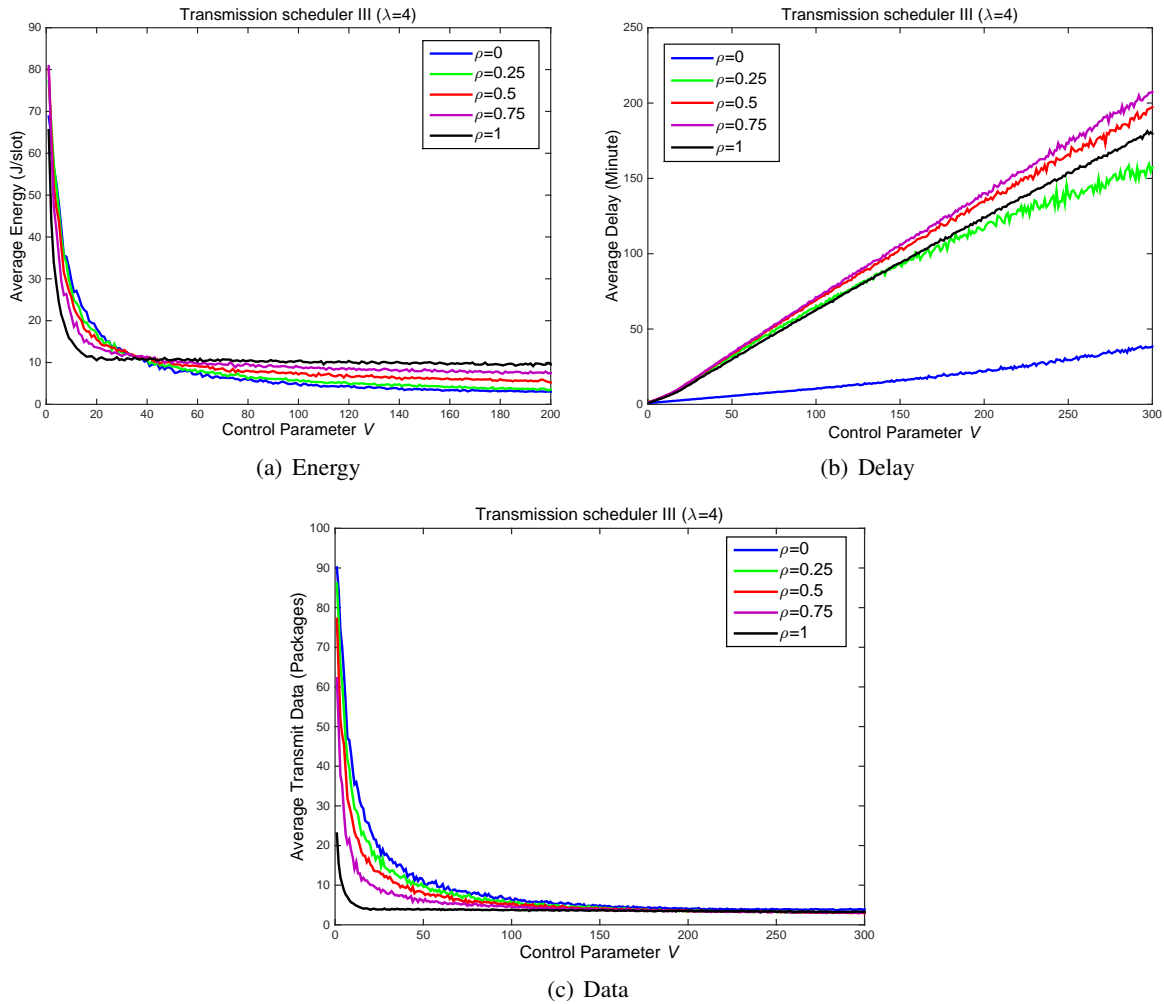 Transmission scheduler III (λ=4)
Average Energy (J/slot)
90
80
70
60
50
40
30
20
10
0
ρ=0
ρ=0.25
ρ=0.5
ρ=0.75
ρ=1
0 20 40 60 80 100 120 140 160 180 200
Control Parameter V
(a) Energy
Transmission scheduler III (λ=4)
Average Delay (Minute)
250
200
150
100
50
0
ρ=0
ρ=0.25
ρ=0.5
ρ=0.75
ρ=1
0 50 100 150 200 250 300
Control Parameter V
(b) Delay
Transmission scheduler III (λ=4)
Average Transmit Data (Packages)
100
90
80
70
60
50
40
30
20
10
0
ρ=0
ρ=0.25
ρ=0.5
ρ=0.75
ρ=1
0 50 100 150 200 250 300
Control Parameter V
(c) Data